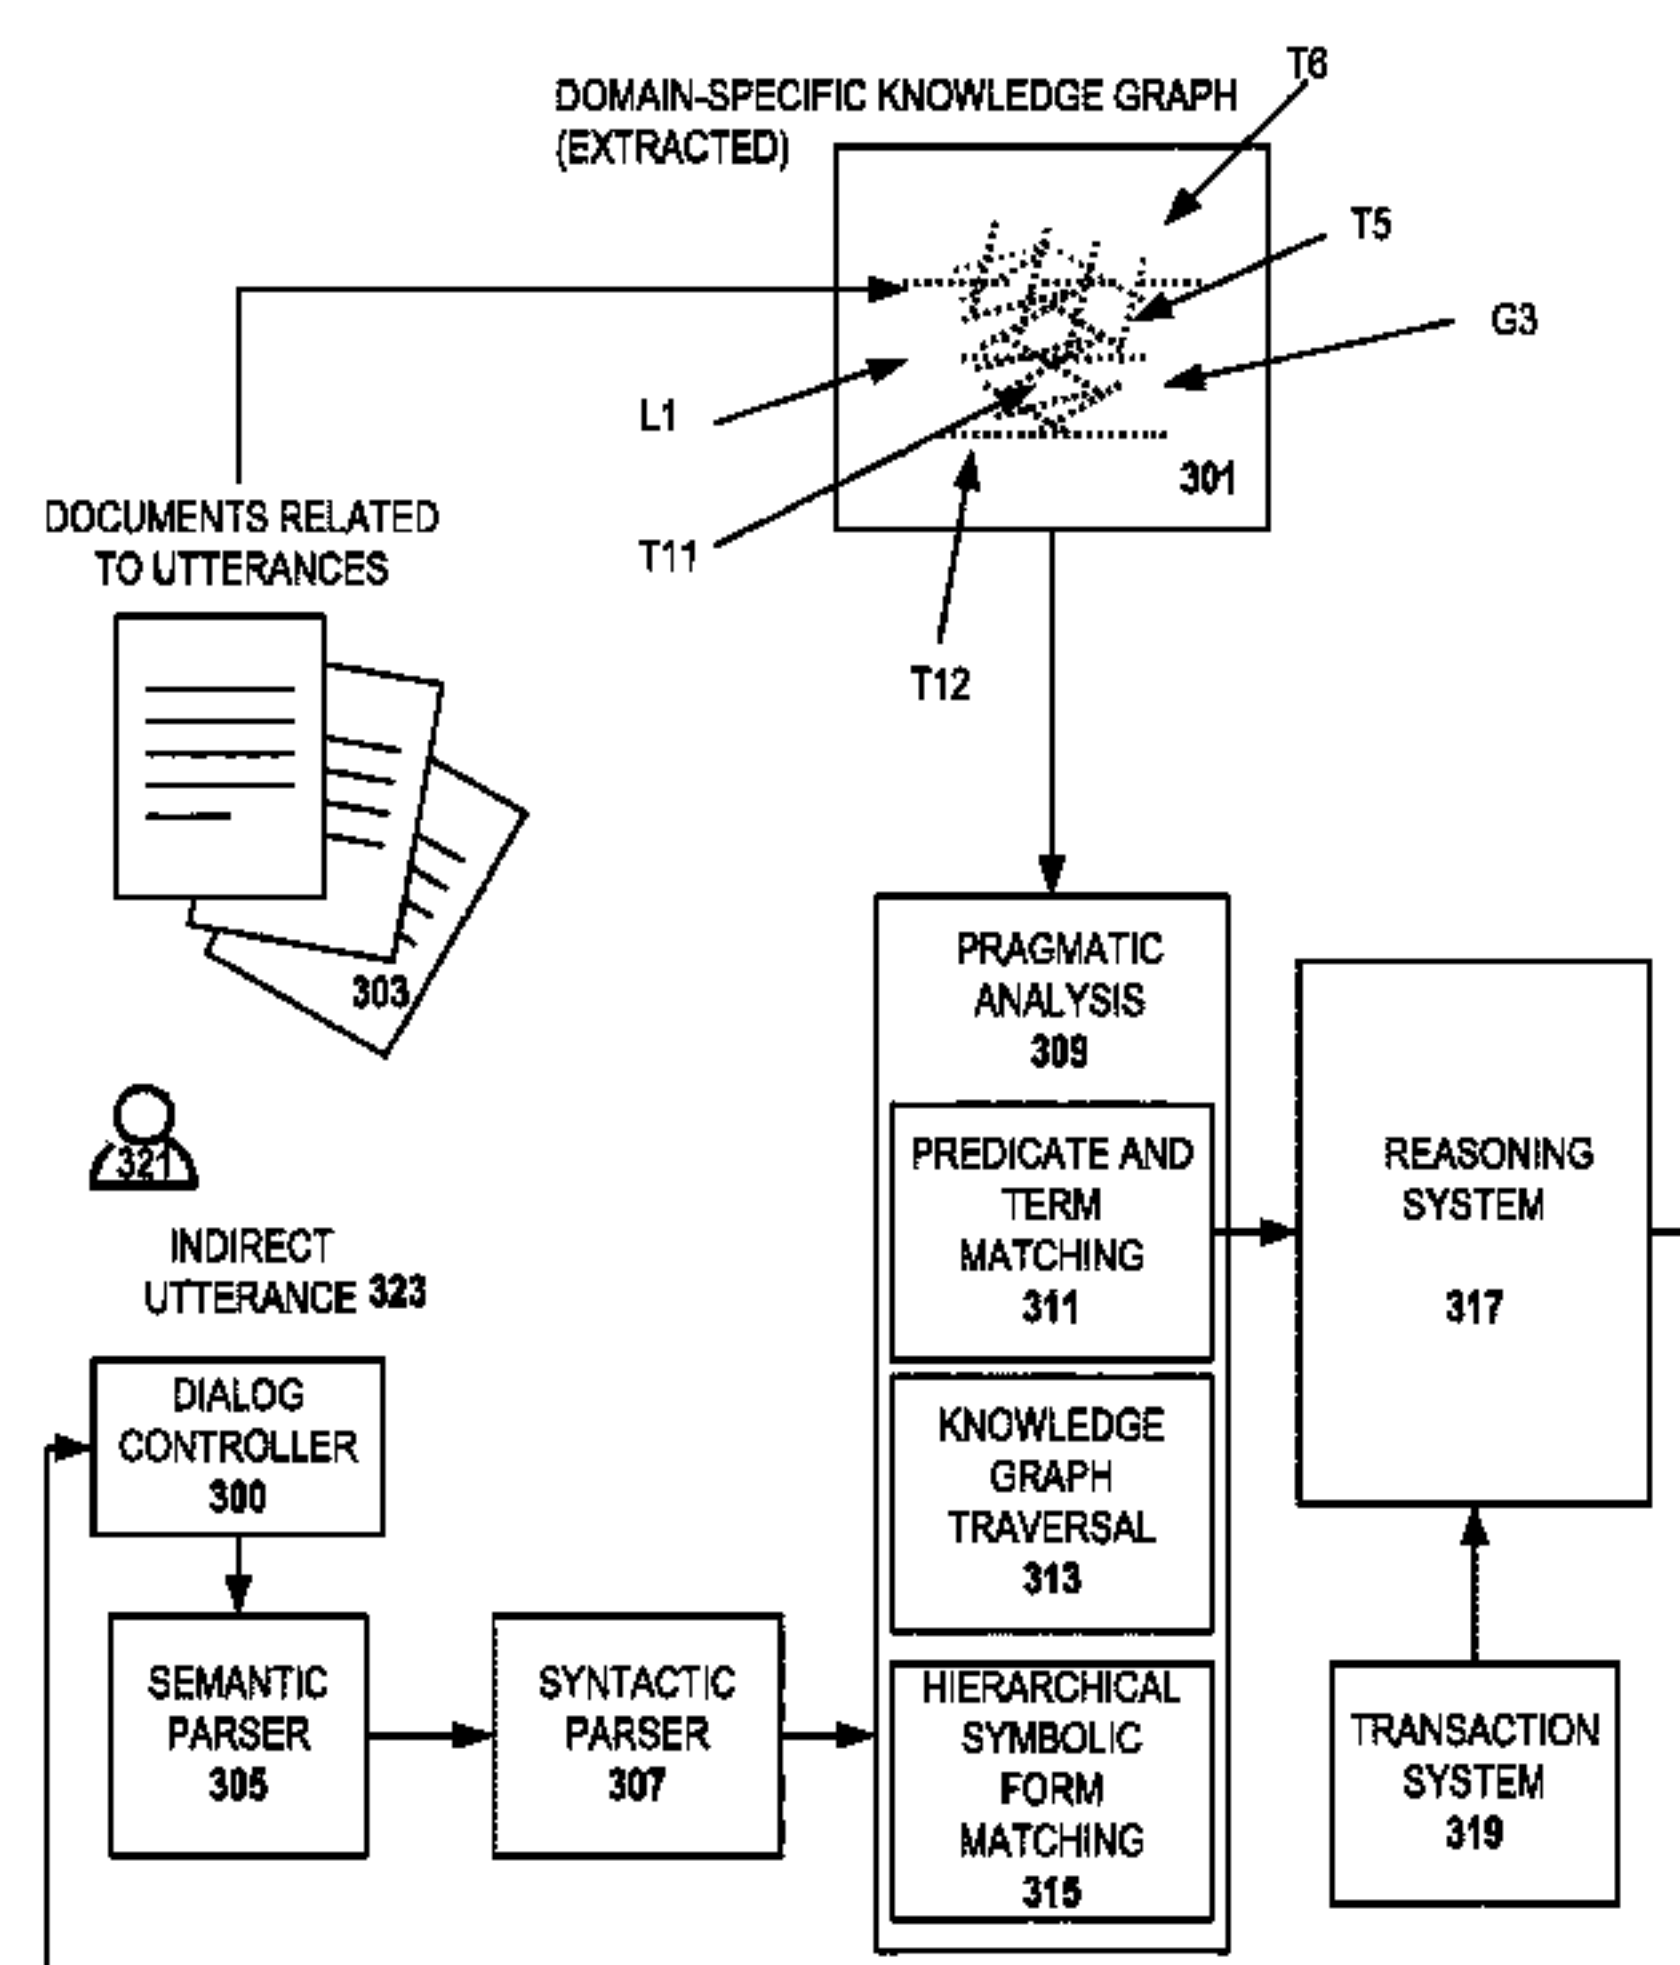 T6
DOMAIN-SPECIFIC KNOWLEDGE GRAPH
(EXTRACTED)
T5
G3
L1
301
DOCUMENTS RELATED
TO UTTERANCES
T11
T12
303
PRAGMATIC
ANALYSIS
309
321
PREDICATE AND
TERM
MATCHING
311
REASONING
SYSTEM
317
INDIRECT
UTTERANCE 323
DIALOG
CONTROLLER
300
KNOWLEDGE
GRAPH
TRAVERSAL
313
SEMANTIC
PARSER
305
SYNTACTIC
PARSER
307
HIERARCHICAL
SYMBOLIC
FORM
MATCHING
315
TRANSACTION
SYSTEM
319